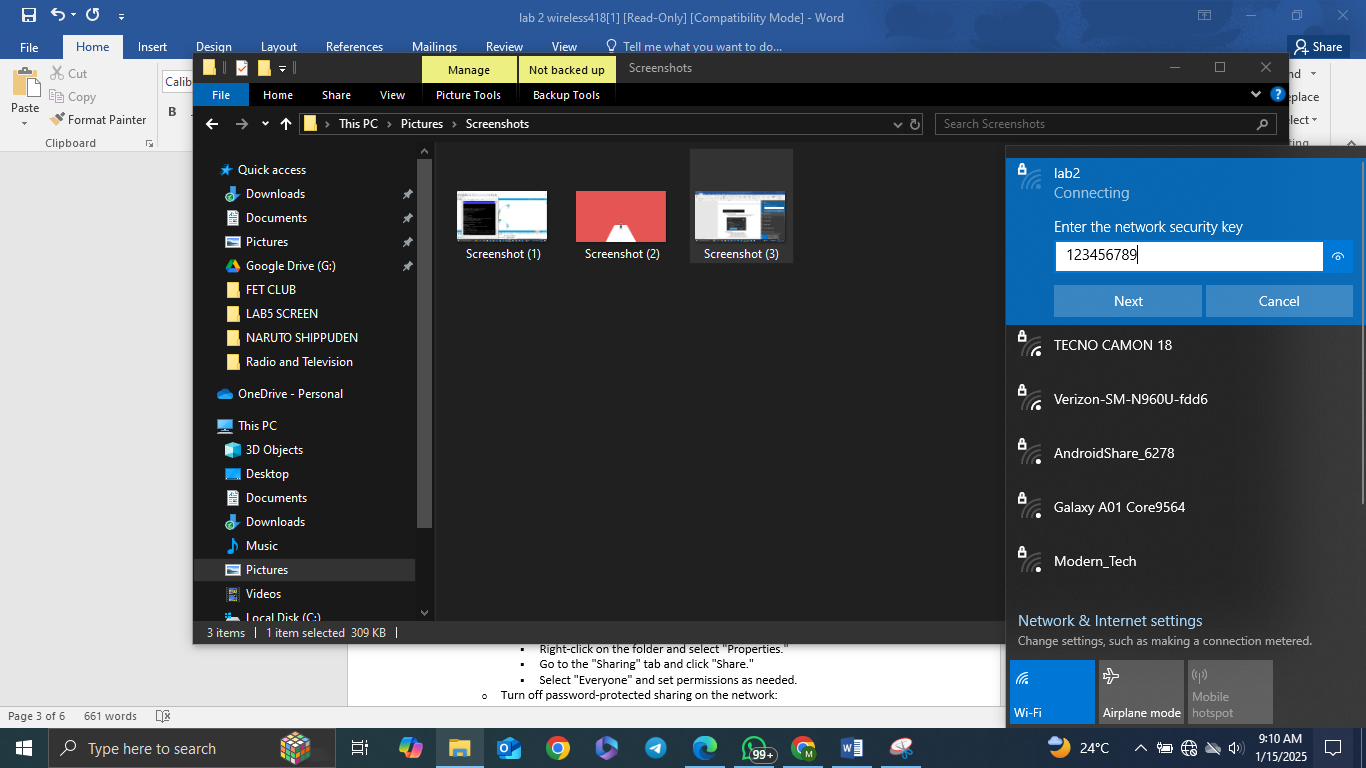 lab 2 wireless418[1] [Read-Only] [Compatibility Mode] - Word
File Home Insert Design Layout References Mailings Review View Tell me what you want to do... Share
Cut
Copy
Paste
Format Painter
Clipboard
Calib
B
Manage Not backed up Screenshots
File Home Share View Picture Tools Backup Tools
This PC Pictures Screenshots
Search Screenshots
Quick access
Downloads
Documents
Pictures
Google Drive (G:)
FET CLUB
LAB5 SCREEN
NARUTO SHIPPUDEN
Radio and Television
OneDrive - Personal
This PC
3D Objects
Desktop
Documents
Downloads
Music
Pictures
Videos
Local Disk (C:)
Screenshot (1)
Screenshot (2)
Screenshot (3)
3 items 1 item selected 309 KB
lab2
Connecting
Enter the network security key
123456789
Next Cancel
TECNO CAMON 18
Verizon-SM-N960U-fdd6
AndroidShare_6278
Galaxy A01 Core9564
Modern_Tech
Network & Internet settings
Change settings, such as making a connection metered.
Wi-Fi
Airplane mode
Mobile
hotspot
Right-click on the folder and select "Properties."
Go to the "Sharing" tab and click "Share."
Select "Everyone" and set permissions as needed.
Turn off password-protected sharing on the network:
Page 3 of 6 661 words
Type here to search
99+
24°C
9:10 AM
1/15/2025